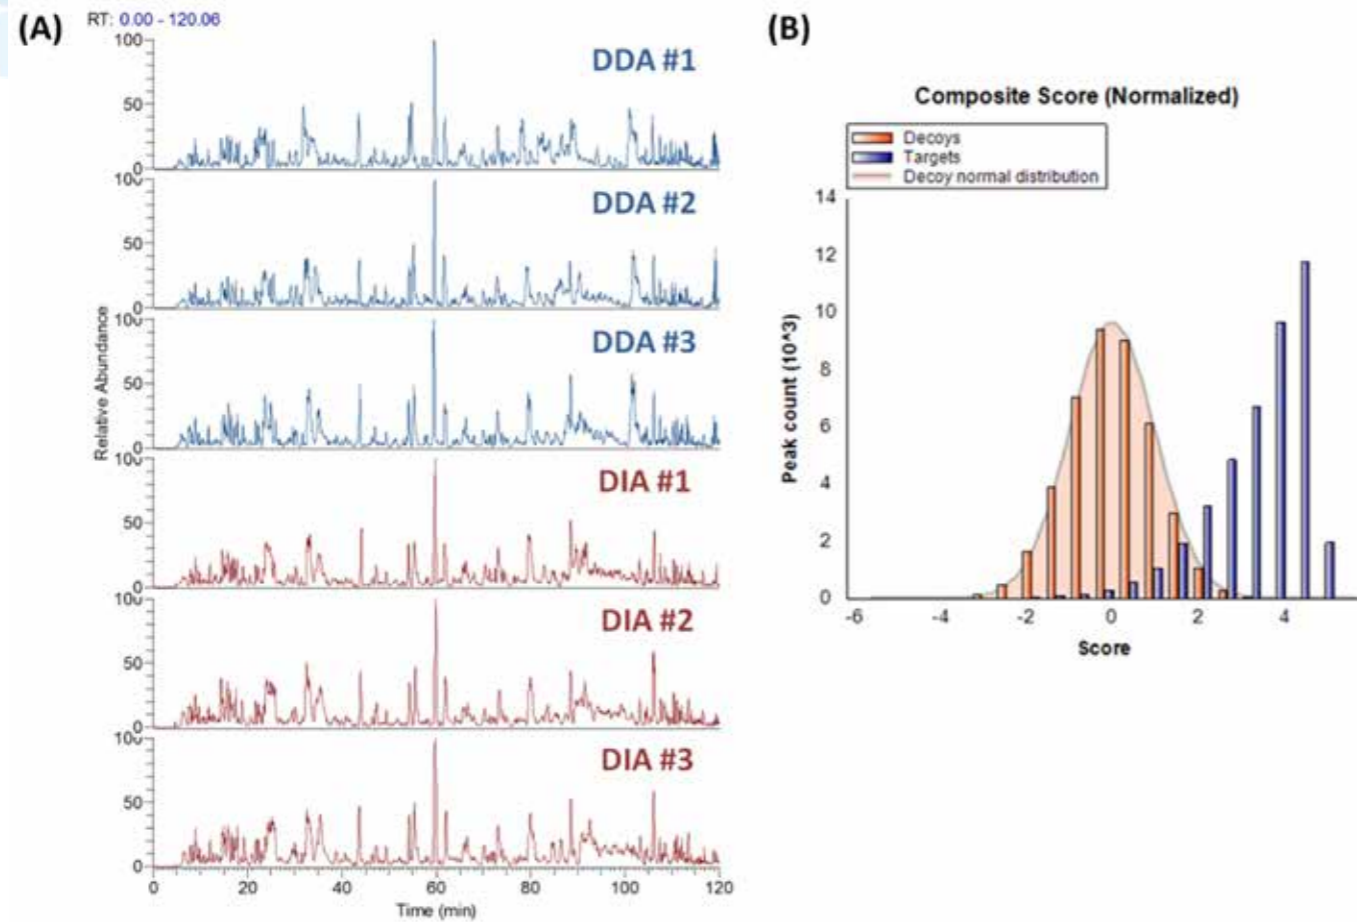 (A)
RT: 0.00 - 120.06
100
DDA #1
50
0
100
DDA #2
50
0
100
DDA #3
50
0
Relative Abundance
100
DIA #1
50
0
100
DIA #2
50
0
100
DIA #3
50
0
0 20 40 60 80 100 120
Time (min)
(B)
Composite Score (Normalized)
Decoys
Targets
Decoy normal distribution
14
12
10
8
6
4
2
0
Peak count (10^3)
-6 -4 -2 0 2 4
Score